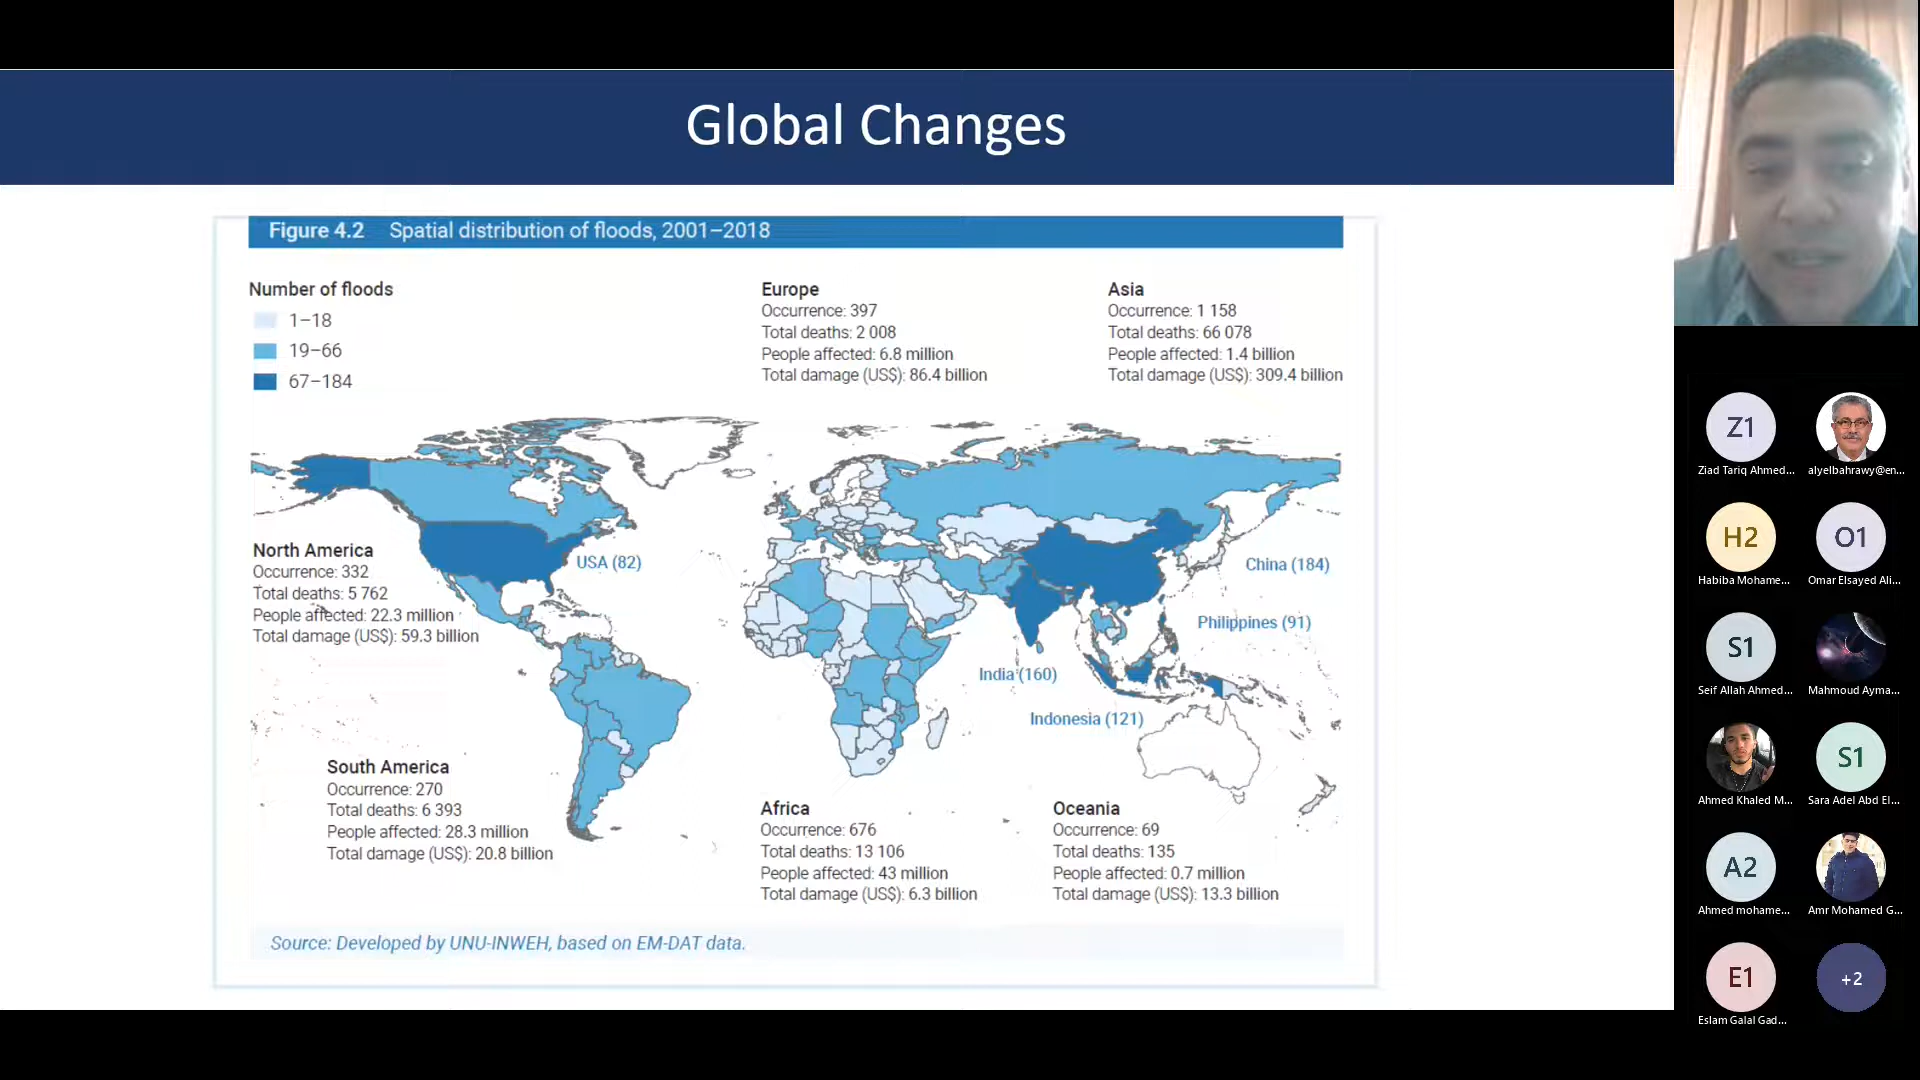 Global Changes
Figure 4.2 Spatial distribution of floods, 2001–2018
Number of floods
1–18
19–66
67–184
Europe
Occurrence: 397
Total deaths: 2 008
People affected: 6.8 million
Total damage (US$): 86.4 billion
Asia
Occurrence: 1 158
Total deaths: 66 078
People affected: 1.4 billion
Total damage (US$): 309.4 billion
North America
Occurrence: 332
Total deaths: 5 762
People affected: 22.3 million
Total damage (US$): 59.3 billion
USA (82)
China (184)
Philippines (91)
India (160)
Indonesia (121)
South America
Occurrence: 270
Total deaths: 6 393
People affected: 28.3 million
Total damage (US$): 20.8 billion
Africa
Occurrence: 676
Total deaths: 13 106
People affected: 43 million
Total damage (US$): 6.3 billion
Oceania
Occurrence: 69
Total deaths: 135
People affected: 0.7 million
Total damage (US$): 13.3 billion
Source: Developed by UNU-INWEH, based on EM-DAT data.
Z1
Ziad Tariq Ahmed...
alyelbahrawy@en...
H2
Habiba Mohame...
O1
Omar Elsayed Ali...
S1
Seif Allah Ahmed...
Mahmoud Ayma...
Ahmed Khaled M...
S1
Sara Adel Abd El...
A2
Ahmed mohame...
Amr Mohamed G...
E1
Eslam Galal Gad...
+2